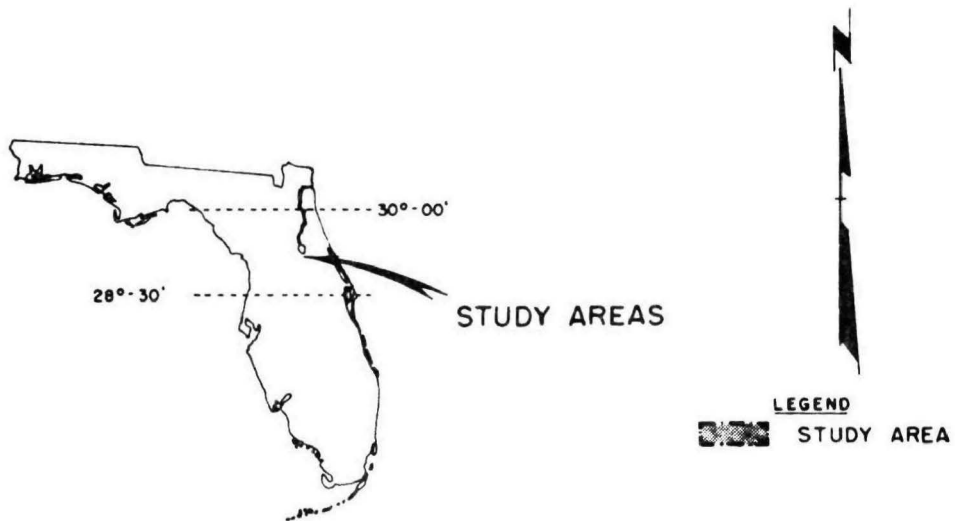 N
30°-00'
28°-30'
STUDY AREAS
LEGEND
STUDY AREA